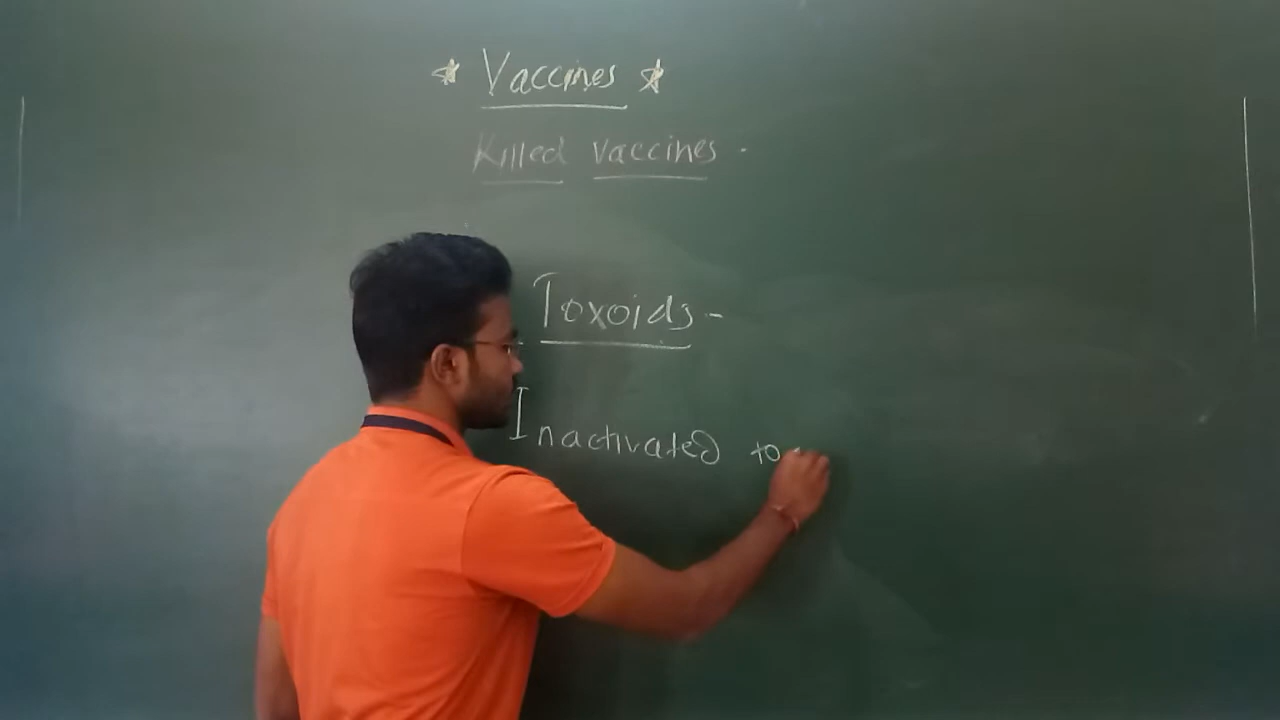 * Vaccines *
Killed vaccines.
Toxoids -
Inactivated to